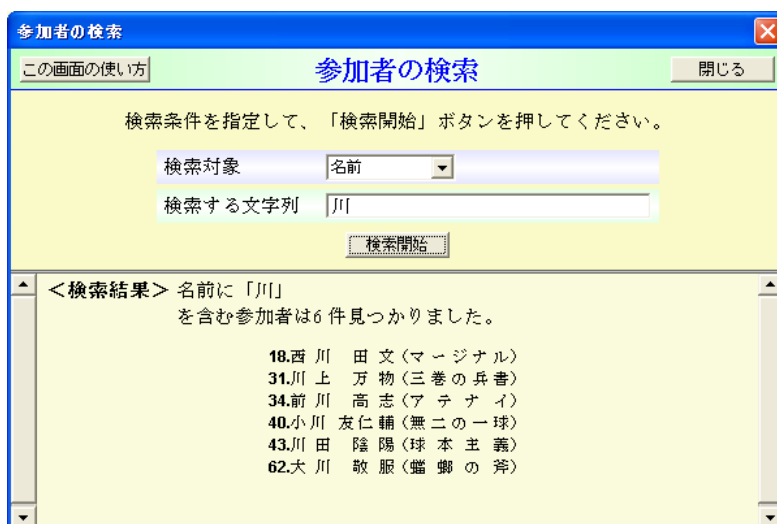 参加者の検索
この画面の使い方 参加者の検索 閉じる
検索条件を指定して、「検索開始」ボタンを押してください。
検索対象 名前
検索する文字列 川
検索開始
<検索結果> 名前に「川」
を含む参加者は6件見つかりました。
18.西川 田文(マージナル)
31.川上 万物(三巻の兵書)
34.前川 高志(アテナイ)
40.小川 友仁輔(無二の一球)
43.川田 陰陽(球本主義)
62.大川 敬服(蟷螂の斧)